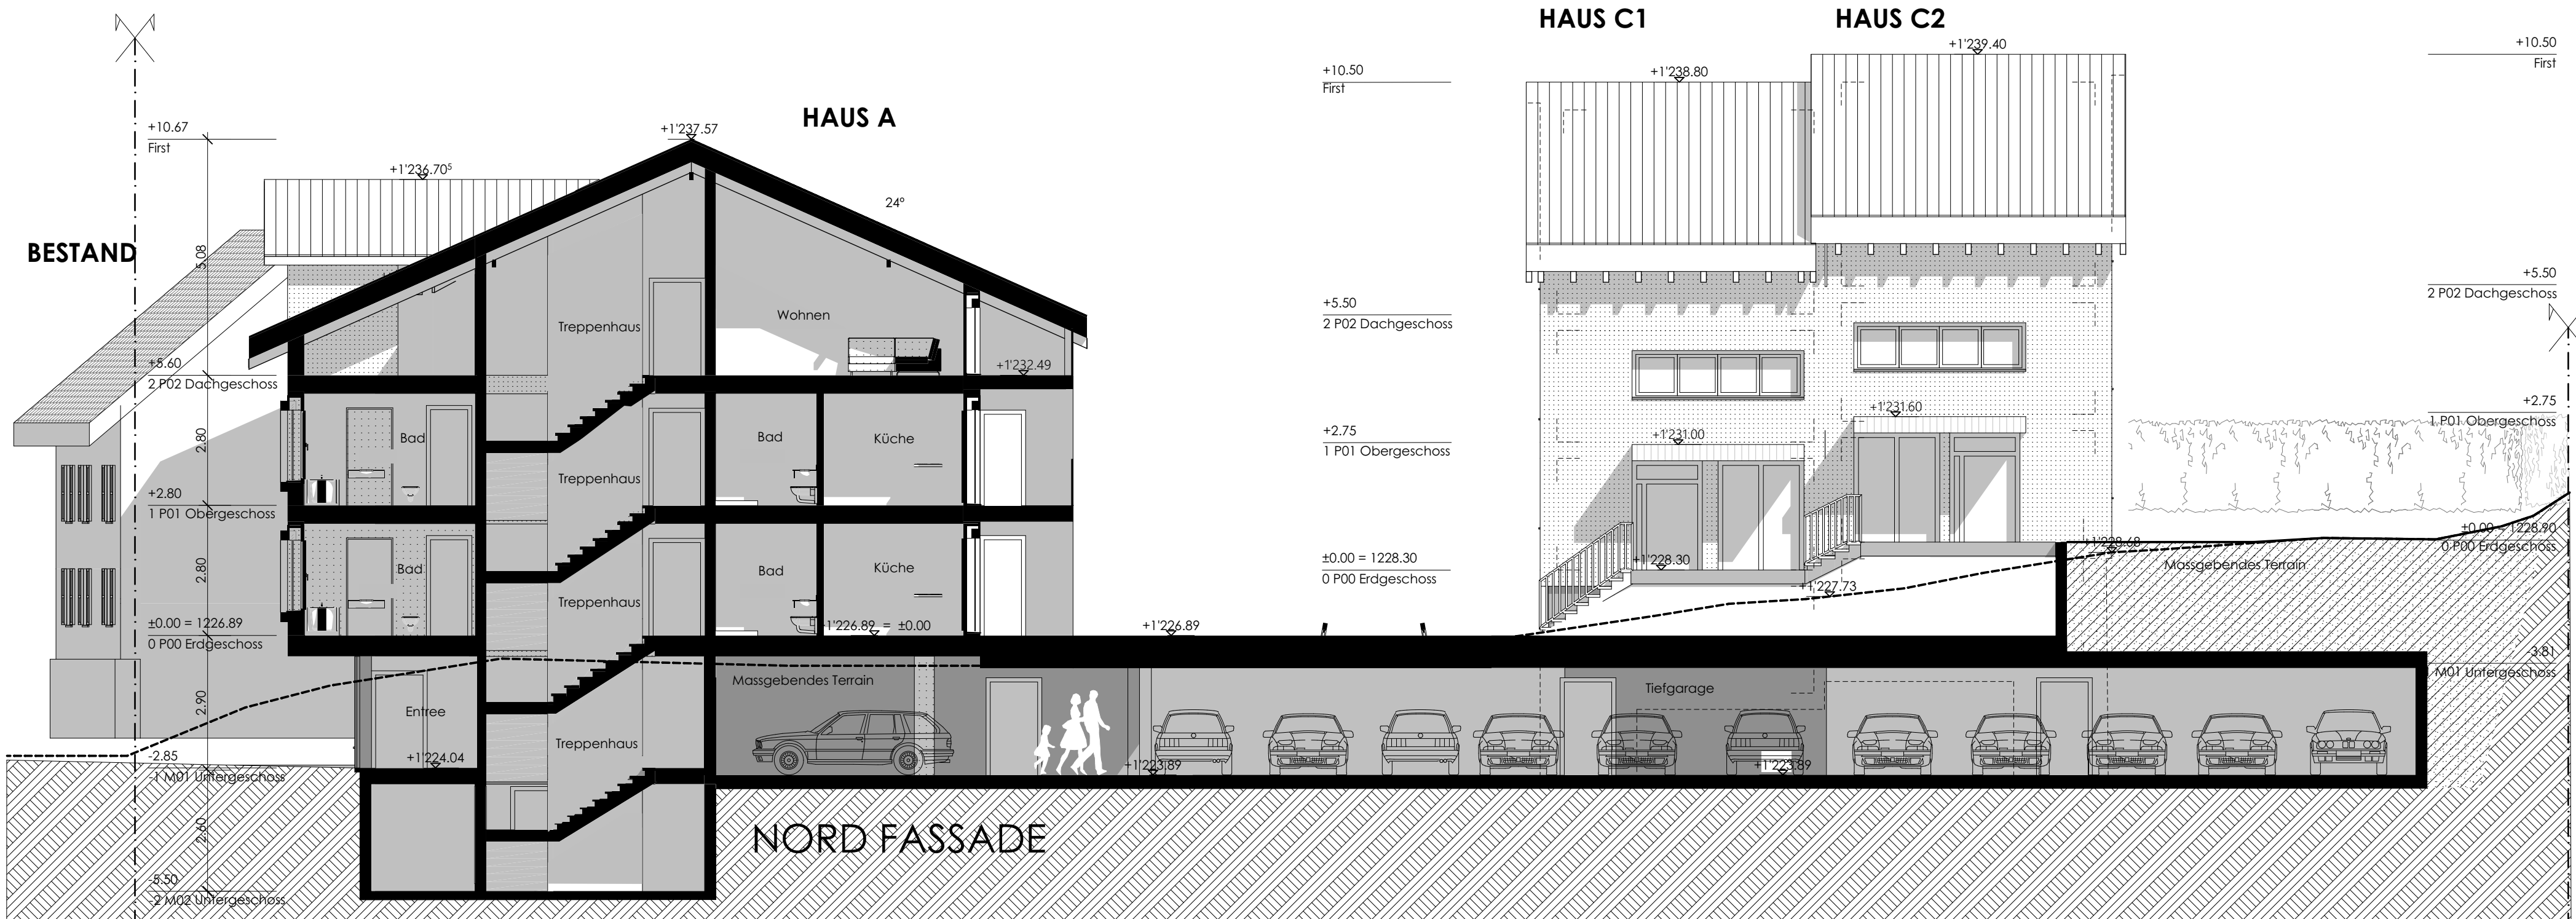 HAUS C1
HAUS C2
+1'239.40
+10.50
First
+10.50
First
+1'238.80
HAUS A
+10.67
First
+1'237.57
+1'236.70⁵
24°
BESTAND
5.08
Treppenhaus
Wohnen
+5.50
2 P02 Dachgeschoss
+5.50
2 P02 Dachgeschoss
+5.60
2 P02 Dachgeschoss
+1'232.49
+2.75
1 P01 Obergeschoss
+1'231.60
+1'231.00
+2.75
1 P01 Obergeschoss
2.80
Bad
Bad
Küche
Treppenhaus
+2.80
1 P01 Obergeschoss
±0.00 = 1228.30
0 P00 Erdgeschoss
+1'228.30
+1'227.73
+1'228.68
±0.00 = 1228.90
0 P00 Erdgeschoss
Massgebendes Terrain
2.80
Bad
Bad
Küche
Treppenhaus
±0.00 = 1226.89
0 P00 Erdgeschoss
+1'226.89 = ±0.00
+1'226.89
-3.81
M01 Untergeschoss
Massgebendes Terrain
Tiefgarage
2.90
Entree
Treppenhaus
-2.85
-1 M01 Untergeschoss
+1'224.04
+1'223.89
+1'223.89
2.60
NORD FASSADE
-5.50
-2 M02 Untergeschoss